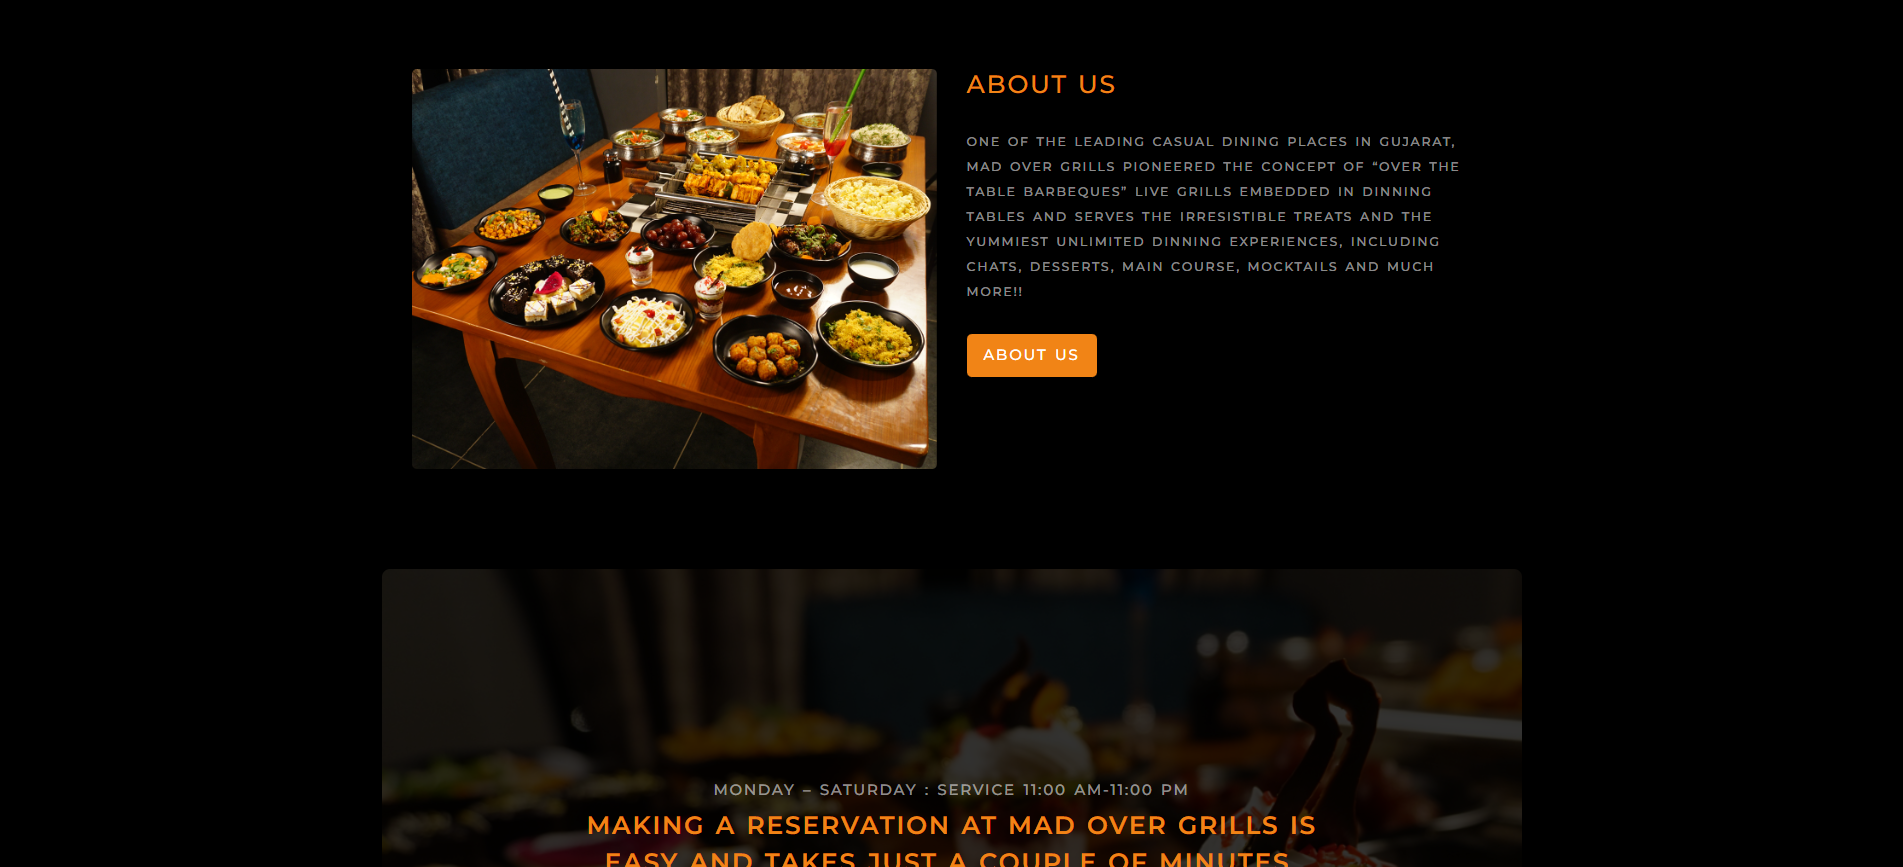 ABOUT US
ONE OF THE LEADING CASUAL DINING PLACES IN GUJARAT,
MAD OVER GRILLS PIONEERED THE CONCEPT OF “OVER THE
TABLE BARBEQUES” LIVE GRILLS EMBEDDED IN DINNING
TABLES AND SERVES THE IRRESISTIBLE TREATS AND THE
YUMMIEST UNLIMITED DINNING EXPERIENCES, INCLUDING
CHATS, DESSERTS, MAIN COURSE, MOCKTAILS AND MUCH
MORE!!
ABOUT US
MONDAY – SATURDAY : SERVICE 11:00 AM-11:00 PM
MAKING A RESERVATION AT MAD OVER GRILLS IS
EASY AND TAKES JUST A COUPLE OF MINUTES